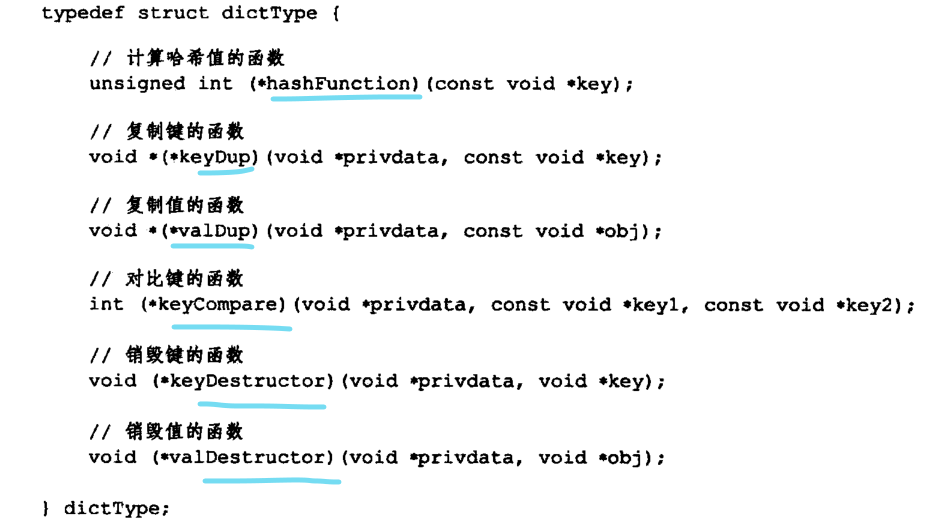 typedef struct dictType {
// 计算哈希值的函数
unsigned int (*hashFunction)(const void *key);
// 复制键的函数
void *(*keyDup)(void *privdata, const void *key);
// 复制值的函数
void *(*valDup)(void *privdata, const void *obj);
// 对比键的函数
int (*keyCompare)(void *privdata, const void *key1, const void *key2);
// 销毁键的函数
void (*keyDestructor)(void *privdata, void *key);
// 销毁值的函数
void (*valDestructor)(void *privdata, void *obj);
} dictType;